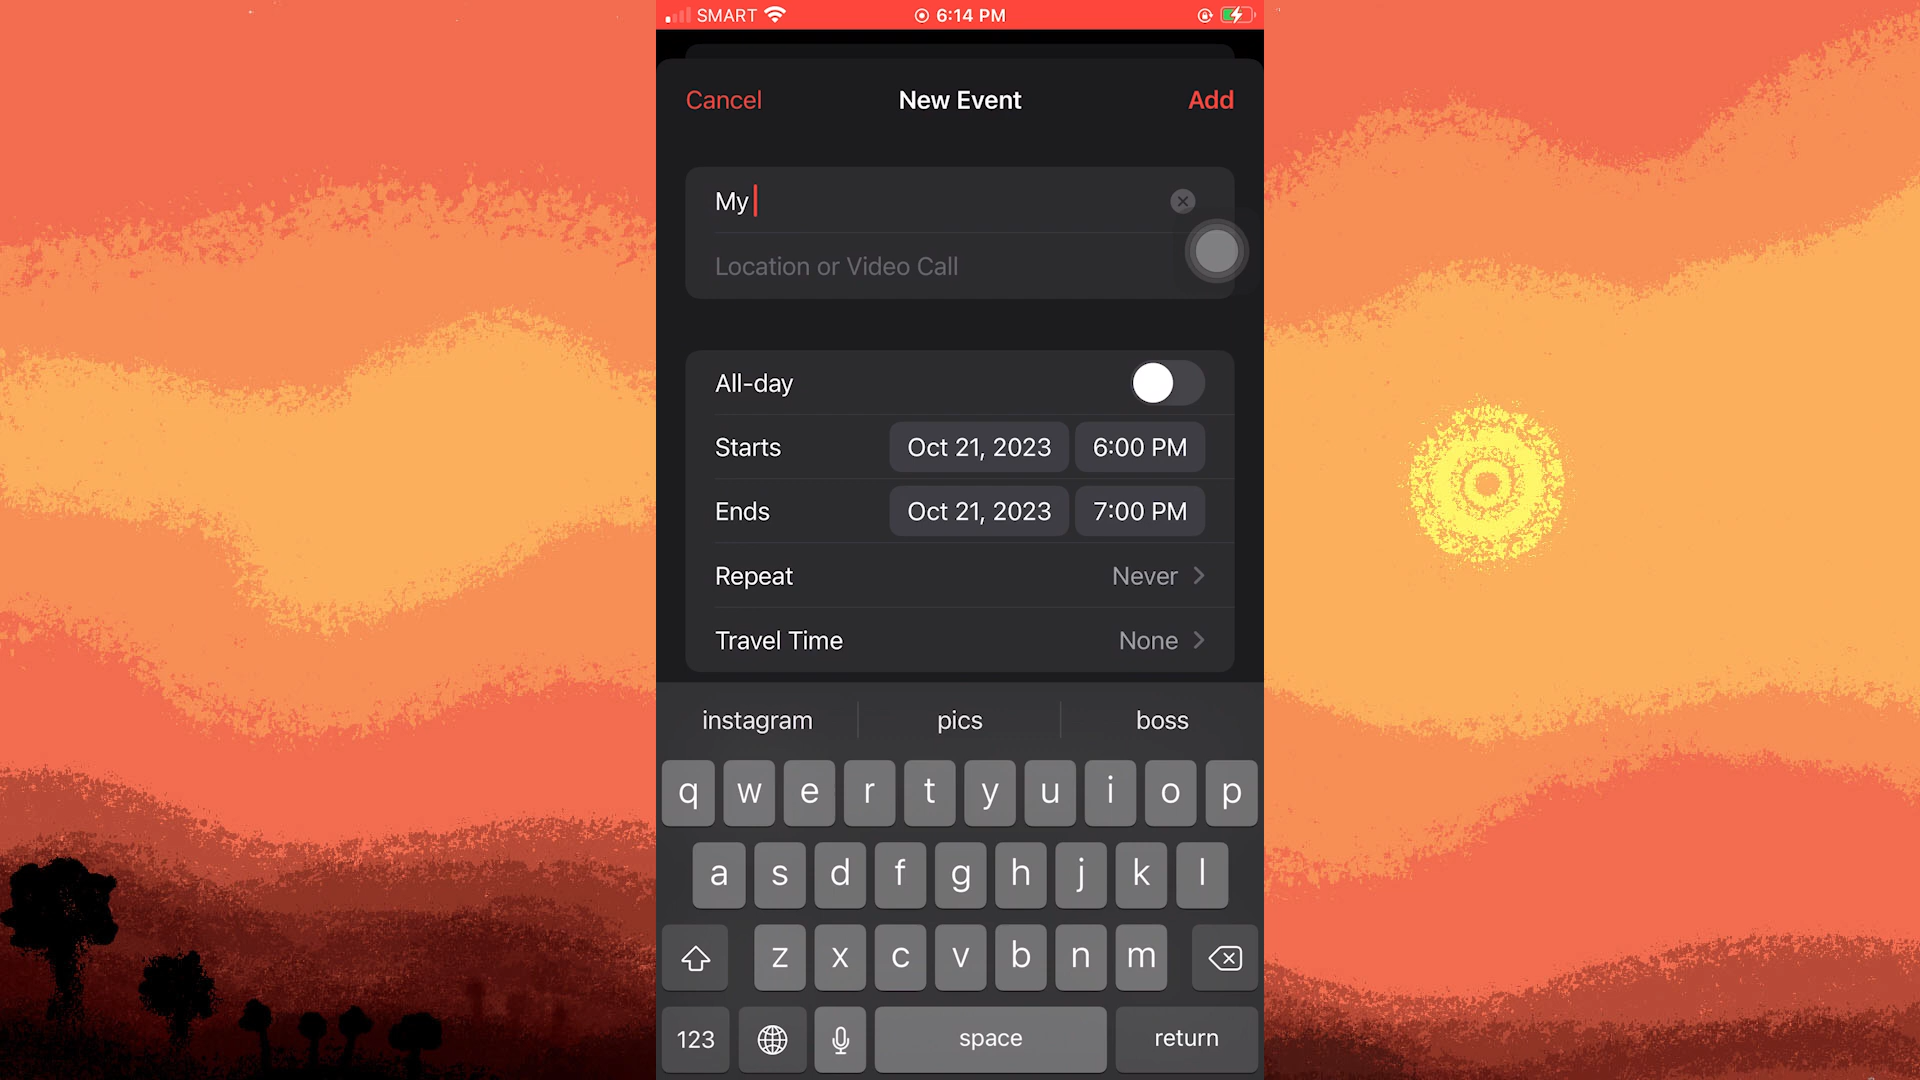 SMART 6:14 PM
Cancel New Event Add
My
Location or Video Call
All-day
Starts Oct 21, 2023 6:00 PM
Ends Oct 21, 2023 7:00 PM
Repeat Never
Travel Time None
instagram pics boss
q w e r t y u i o p
a s d f g h j k l
z x c v b n m
123 space return